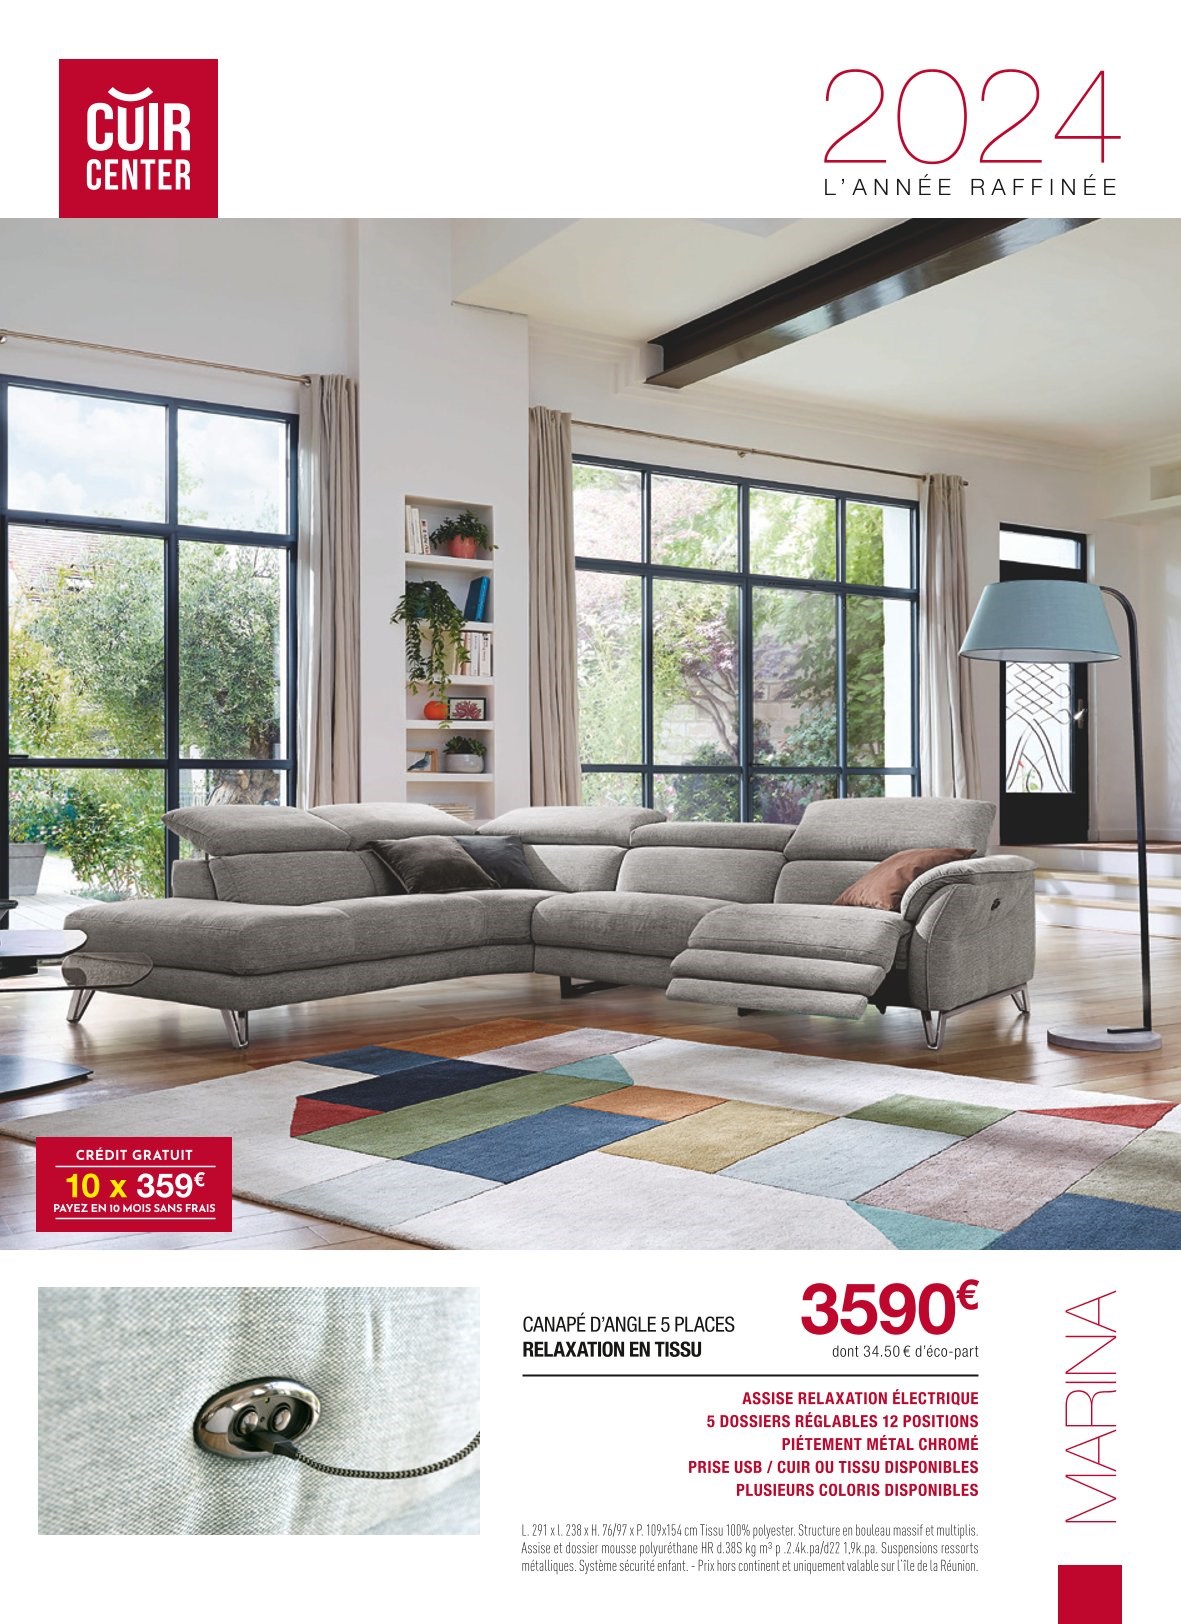 CUIR
CENTER
2024
L'ANNÉE RAFFINÉE
CRÉDIT GRATUIT
10 x 359€
PAYEZ EN 10 MOIS SANS FRAIS
CANAPÉ D'ANGLE 5 PLACES
RELAXATION EN TISSU
3590€
dont 34.50 € d'éco-part
ASSISE RELAXATION ÉLECTRIQUE
5 DOSSIERS RÉGLABLES 12 POSITIONS
PIÉTEMENT MÉTAL CHROMÉ
PRISE USB / CUIR OU TISSU DISPONIBLES
PLUSIEURS COLORIS DISPONIBLES
L. 291 x l. 238 x H. 76/97 x P. 109x154 cm Tissu 100% polyester. Structure en bouleau massif et multiplis.
Assise et dossier mousse polyuréthane HR d.38S kg m³ p .2.4k.pa/d22 1,9k.pa. Suspensions ressorts
métalliques. Système sécurité enfant. - Prix hors continent et uniquement valable sur l'île de la Réunion.
MARINA